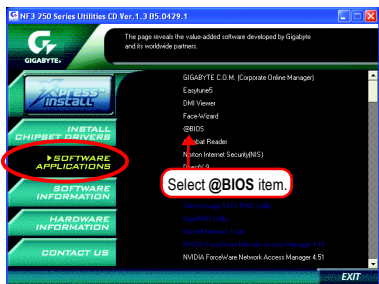 NF3 250 Series Utilities CD Ver.1.3 B5.0429.1
GIGABYTE
The page reveals the value-added software developed by Gigabyte
and its worldwide partners.
Xpress
INSTALL
INSTALL
CHIPSET DRIVERS
SOFTWARE
APPLICATIONS
SOFTWARE
INFORMATION
HARDWARE
INFORMATION
CONTACT US
GIGABYTE C.O.M. (Corporate Online Manager)
Easytune5
DMI Viewer
Face-Wizard
@BIOS
Reader
Norton Internet Security(NIS)
Select @BIOS item.
NVIDIA ForceWare Network Access Manager 4.51
EXIT